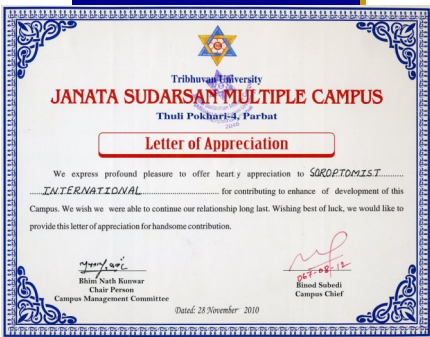 Tribhuvan University
JANATA SUDARSAN MULTIPLE CAMPUS
Thuli Pokhari-4, Parbat
2046
Letter of Appreciation
We express profound pleasure to offer hearty appreciation to SOROPTOMIST
INTERNATIONAL for contributing to enhance of development of this
Campus. We wish we were able to continue our relationship long last. Wishing best of luck, we would like to
provide this letter of appreciation for handsome contribution.
067-08-12
Bhim Nath Kunwar
Chair Person
Campus Management Committee
Binod Subedi
Campus Chief
Dated: 28 November 2010